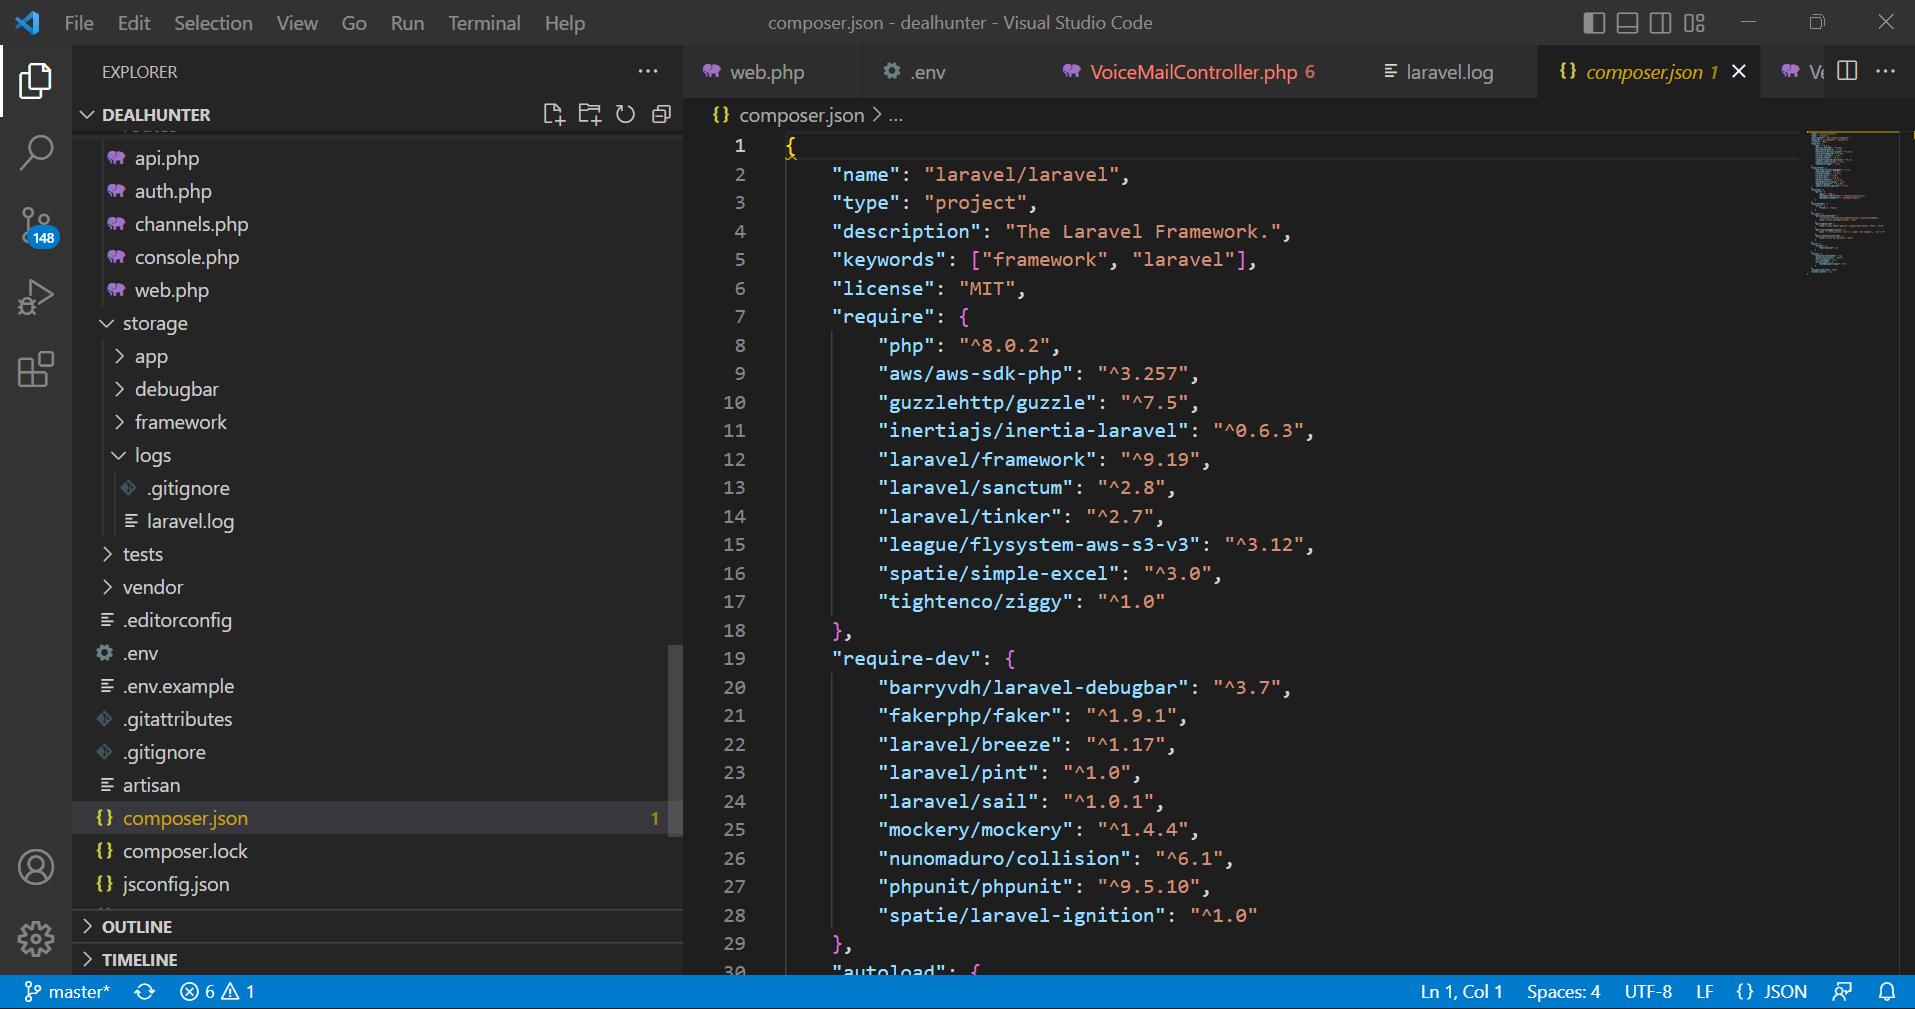 File Edit Selection View Go Run Terminal Help
composer.json - dealhunter - Visual Studio Code
EXPLORER
DEALHUNTER
api.php
auth.php
channels.php
console.php
web.php
storage
app
debugbar
framework
logs
.gitignore
laravel.log
tests
vendor
.editorconfig
.env
.env.example
.gitattributes
.gitignore
artisan
composer.json 1
composer.lock
jsconfig.json
OUTLINE
TIMELINE
148
web.php .env VoiceMailController.php 6 laravel.log composer.json 1
composer.json > ...
1 {
2 "name": "laravel/laravel",
3 "type": "project",
4 "description": "The Laravel Framework.",
5 "keywords": ["framework", "laravel"],
6 "license": "MIT",
7 "require": {
8 "php": "^8.0.2",
9 "aws/aws-sdk-php": "^3.257",
10 "guzzlehttp/guzzle": "^7.5",
11 "inertiajs/inertia-laravel": "^0.6.3",
12 "laravel/framework": "^9.19",
13 "laravel/sanctum": "^2.8",
14 "laravel/tinker": "^2.7",
15 "league/flysystem-aws-s3-v3": "^3.12",
16 "spatie/simple-excel": "^3.0",
17 "tightenco/ziggy": "^1.0"
18 },
19 "require-dev": {
20 "barryvdh/laravel-debugbar": "^3.7",
21 "fakerphp/faker": "^1.9.1",
22 "laravel/breeze": "^1.17",
23 "laravel/pint": "^1.0",
24 "laravel/sail": "^1.0.1",
25 "mockery/mockery": "^1.4.4",
26 "nunomaduro/collision": "^6.1",
27 "phpunit/phpunit": "^9.5.10",
28 "spatie/laravel-ignition": "^1.0"
29 },
30 "autoload": {
master* 6 1
Ln 1, Col 1 Spaces: 4 UTF-8 LF {} JSON